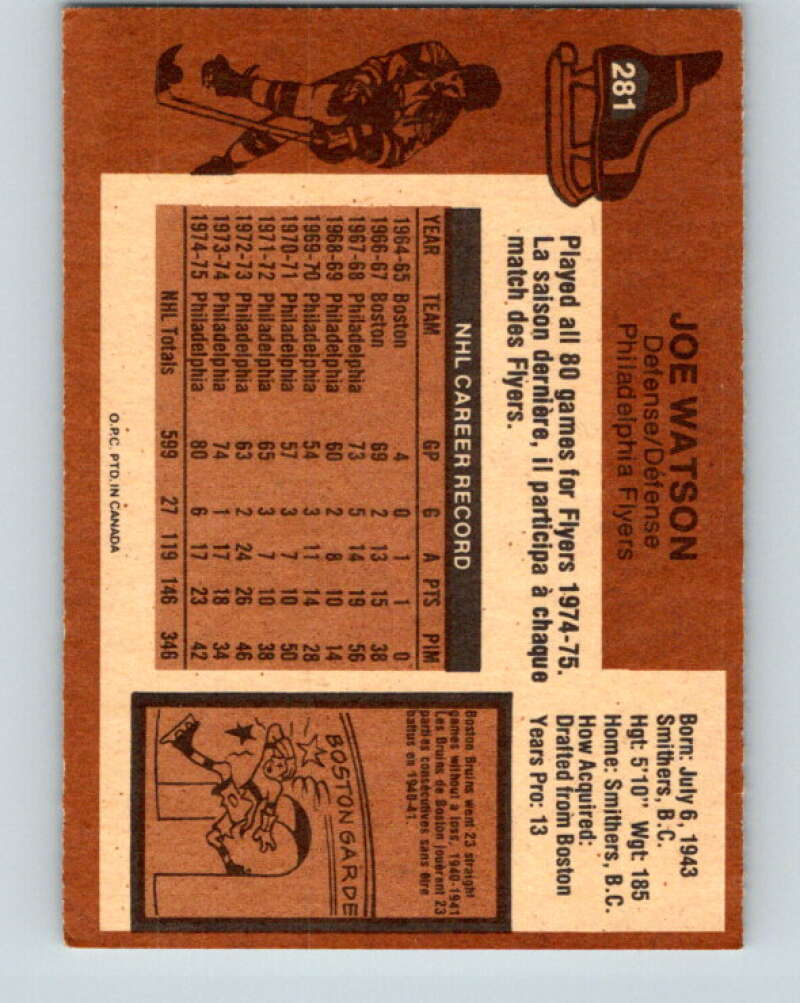 281
JOE WATSON
Defense/Défense
Philadelphia Flyers
Played all 80 games for Flyers 1974-75.
La saison dernière, il participa à chaque
match des Flyers.
NHL CAREER RECORD
YEAR TEAM GP G A PTS PIM
1964-65 Boston 4 0 1 1 0
1966-67 Boston 69 2 13 15 38
1967-68 Philadelphia 73 5 14 19 56
1968-69 Philadelphia 60 2 8 10 14
1969-70 Philadelphia 54 3 11 14 28
1970-71 Philadelphia 57 3 7 10 50
1971-72 Philadelphia 65 3 7 10 38
1972-73 Philadelphia 63 2 24 26 46
1973-74 Philadelphia 74 1 17 18 34
1974-75 Philadelphia 80 6 17 23 42
NHL Totals 599 27 119 146 346
O.P.C. PTD. IN CANADA
Born: July 6, 1943
Smithers, B.C.
Hgt: 5'10" Wgt: 185
Home: Smithers, B.C.
How Acquired:
Drafted from Boston
Years Pro: 13
Boston Bruins went 23 straight
games without a loss, 1940-1941
Les Bruins de Boston jouèrent 23
parties consécutives sans être
battus en 1940-41.
BOSTON GARDE